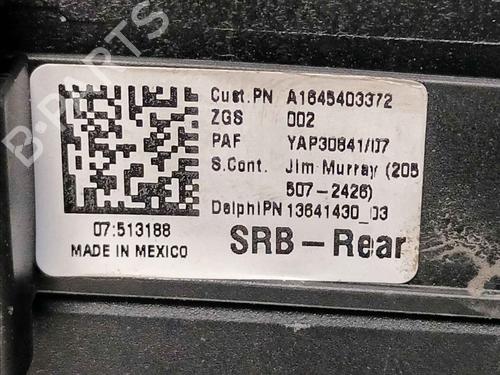 Cust.PN A1645403372
ZGS 002
PAF YAP30841/07
S.Cont. Jim Murray (205
507-2426)
DelphiPN 13641430_03
SRB-Rear
07:513188
MADE IN MEXICO
B-PARTS